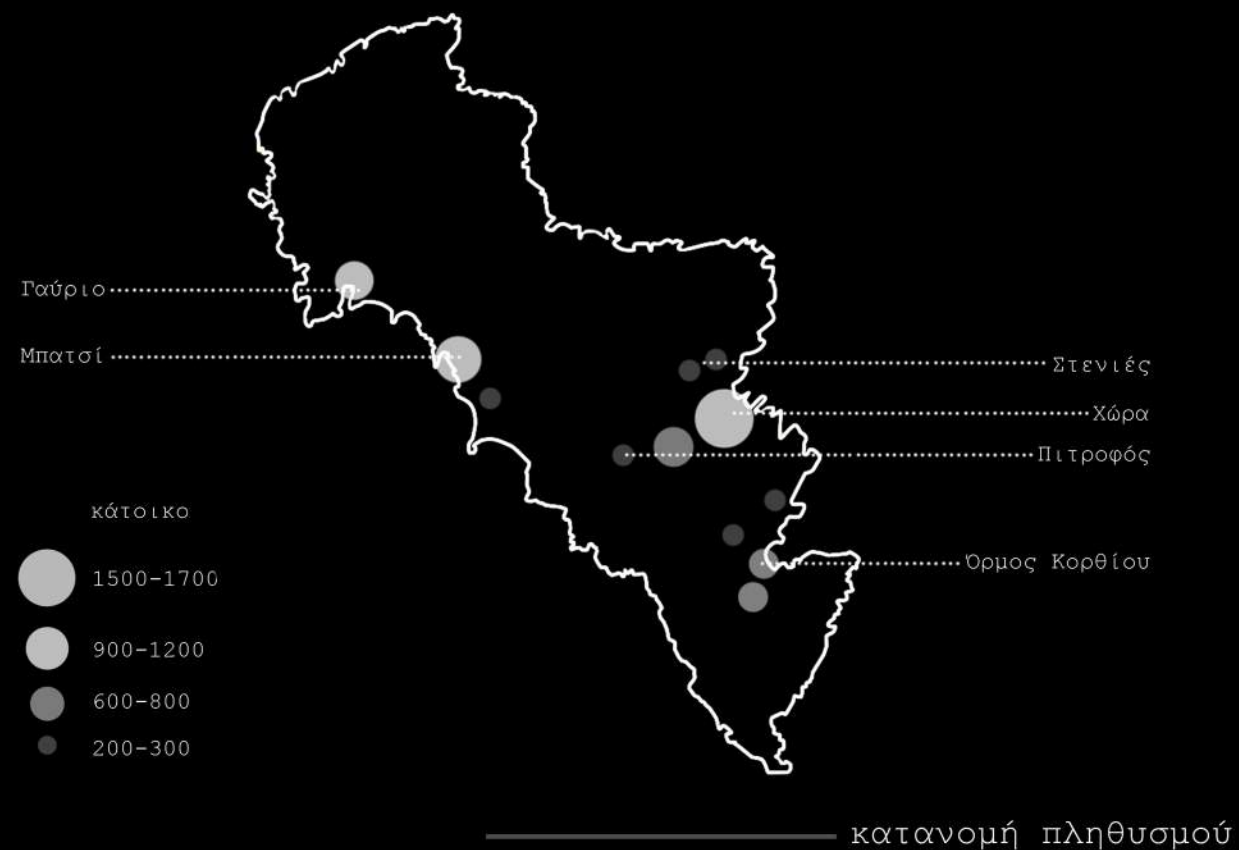 Γαύριο
Μπατσί
Στενιές
Χώρα
Πιτροφός
Όρμος Κορθίου
κάτοικο
1500-1700
900-1200
600-800
200-300
κατανομή πληθυσμού